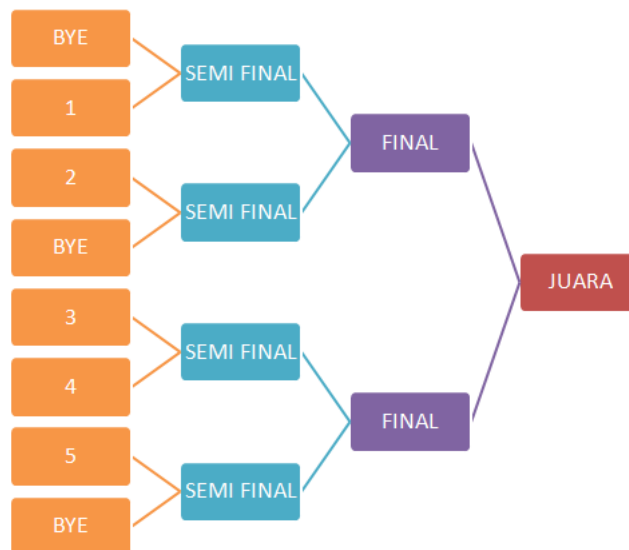 BYE
1
2
BYE
3
4
5
BYE
SEMI FINAL
SEMI FINAL
SEMI FINAL
SEMI FINAL
FINAL
FINAL
JUARA